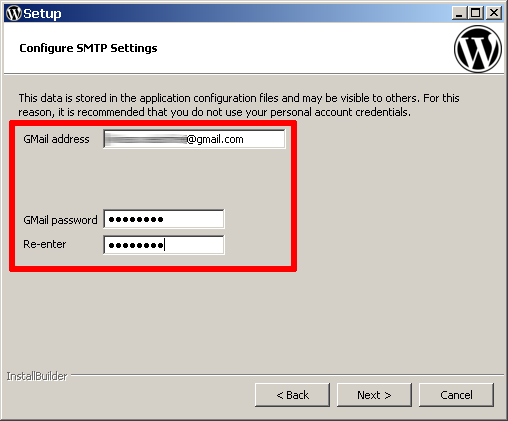 Setup
Configure SMTP Settings
This data is stored in the application configuration files and may be visible to others. For this
reason, it is recommended that you do not use your personal account credentials.
GMail address @gmail.com
GMail password ●●●●●●●●
Re-enter ●●●●●●●●
InstallBuilder
< Back Next > Cancel